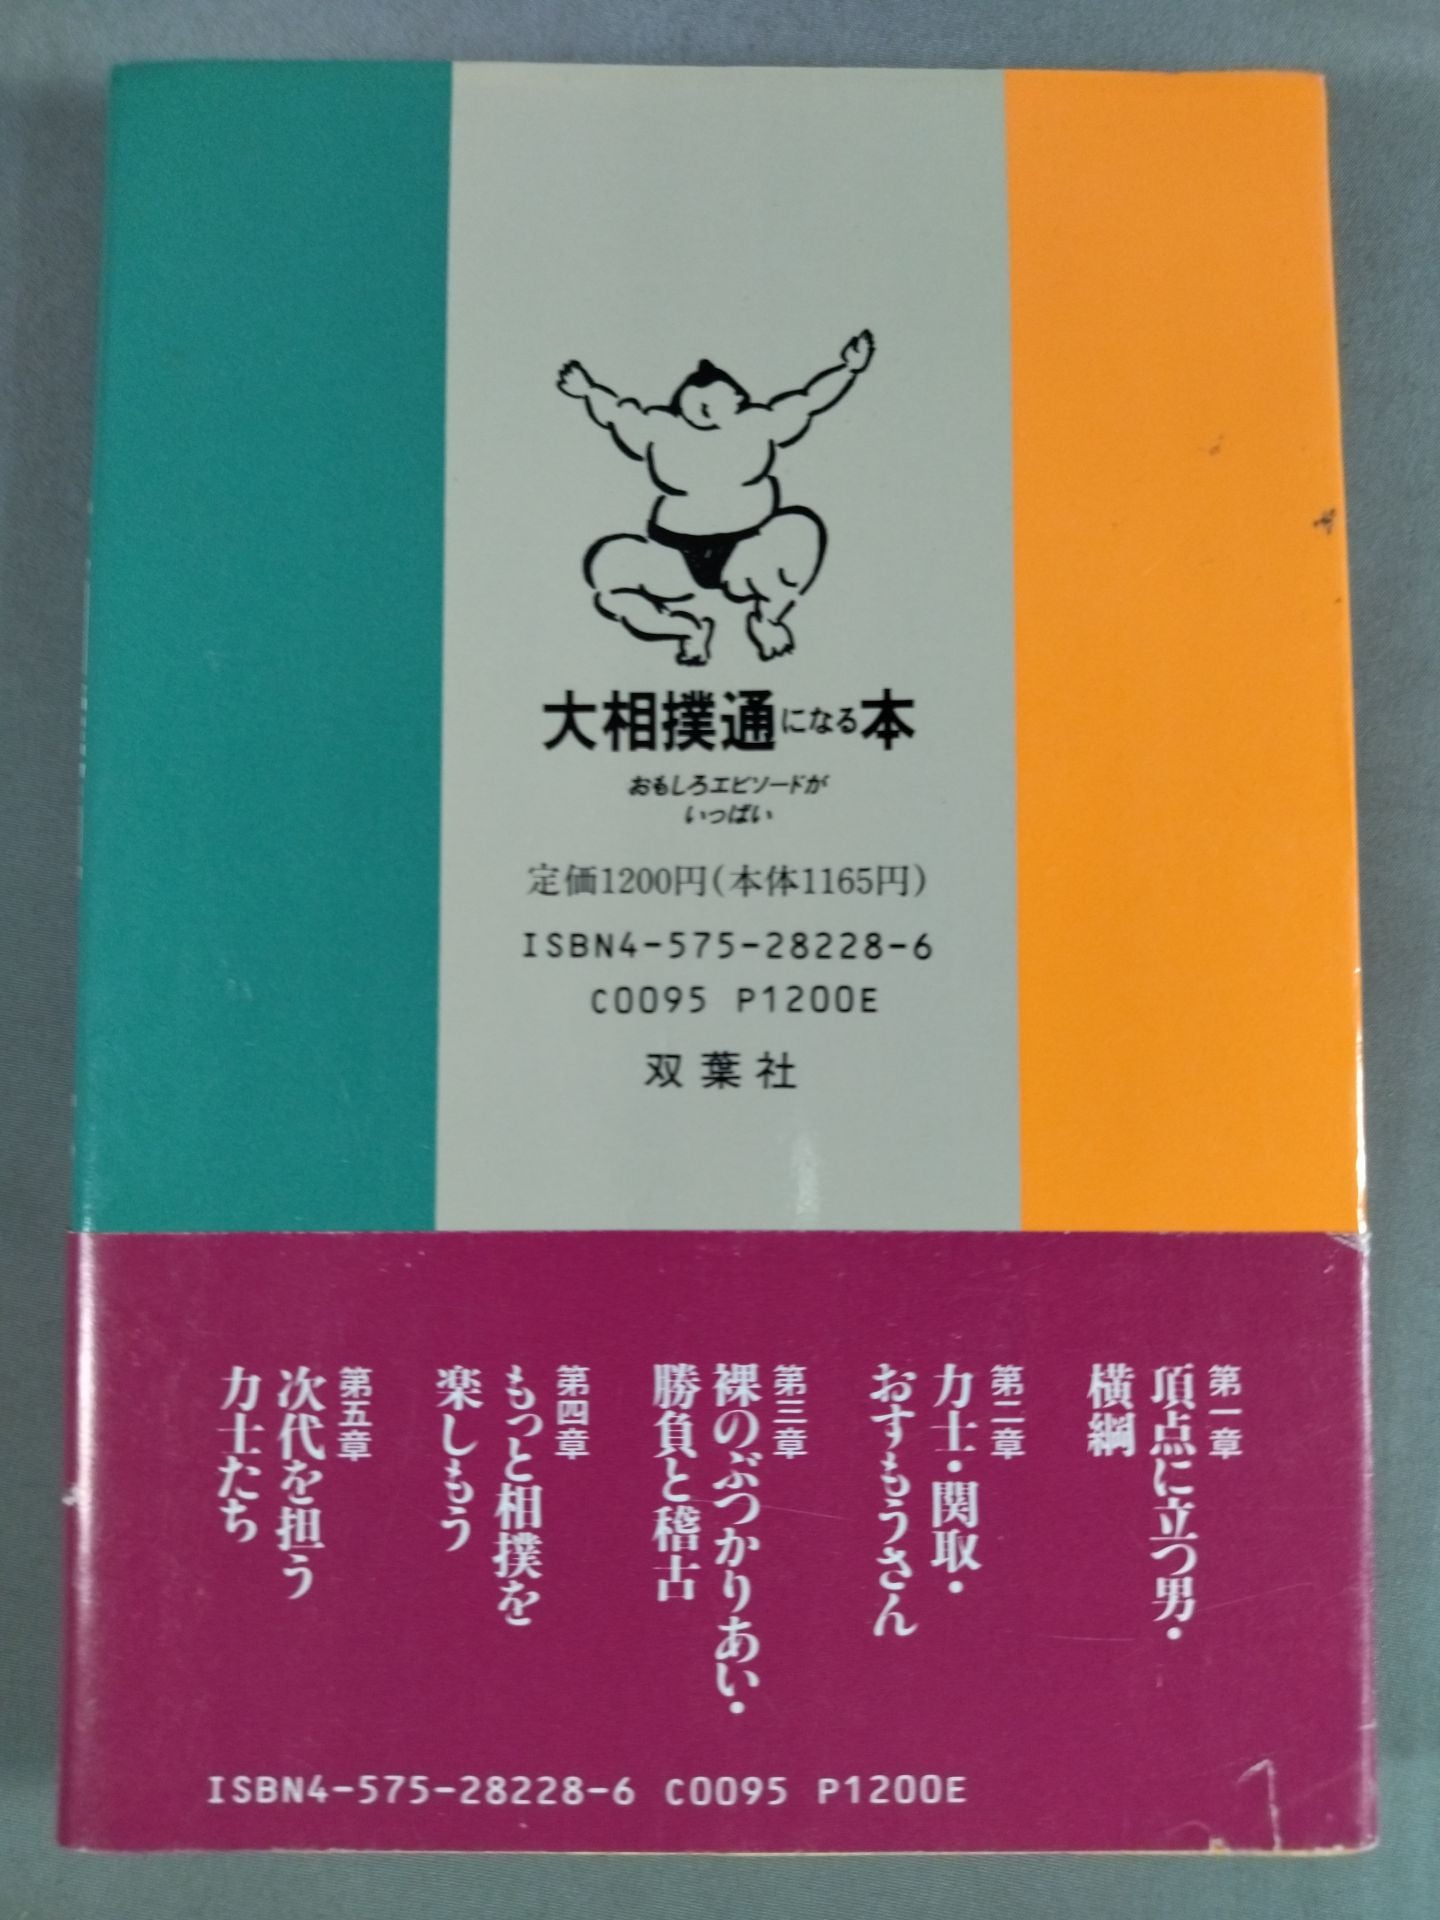 大相撲通になる本
おもしろエピソードが
いっぱい
定価1200円(本体1165円)
ISBN4-575-28228-6
C0095 P1200E
双葉社
第一章
頂点に立つ男・
横綱
第二章
力士・関取・
おすもうさん
第三章
裸のぶつかりあい・
勝負と稽古
第四章
もっと相撲を
楽しもう
第五章
次代を担う
力士たち
ISBN4-575-28228-6 C0095 P1200E